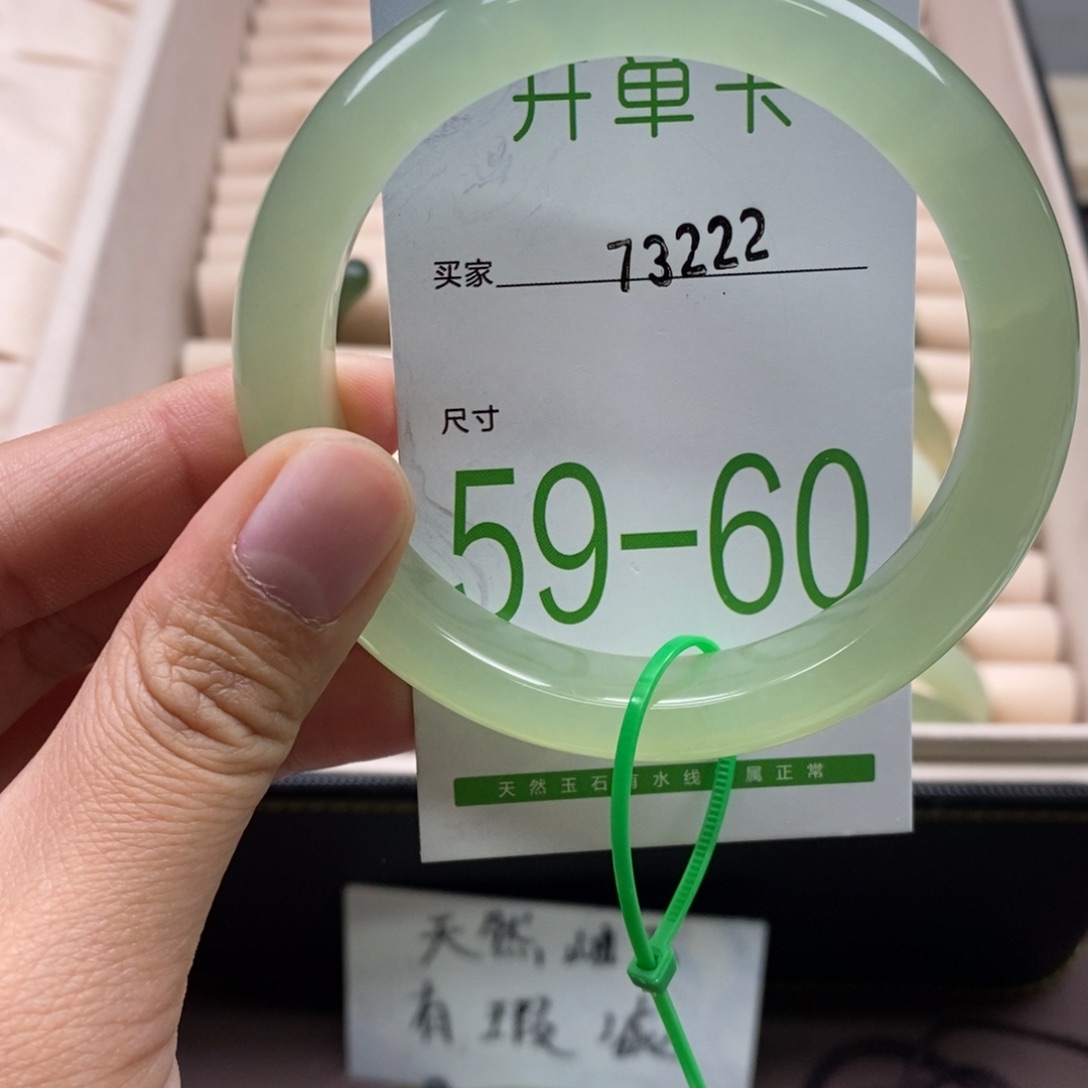 开单卡
买家 73222
尺寸
59-60
天然玉石有水线 属正常
天然
有瑕